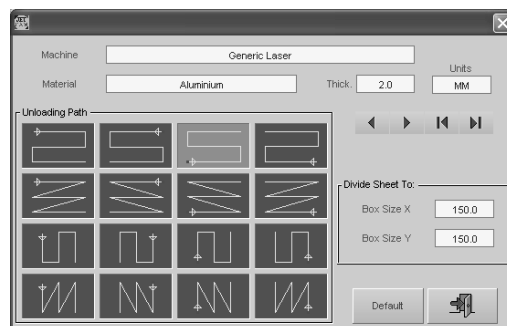 Machine
Generic Laser
Units
Material
Aluminium
Thick.
2.0
MM
Unloading Path
Divide Sheet To:
Box Size X
150.0
Box Size Y
150.0
Default